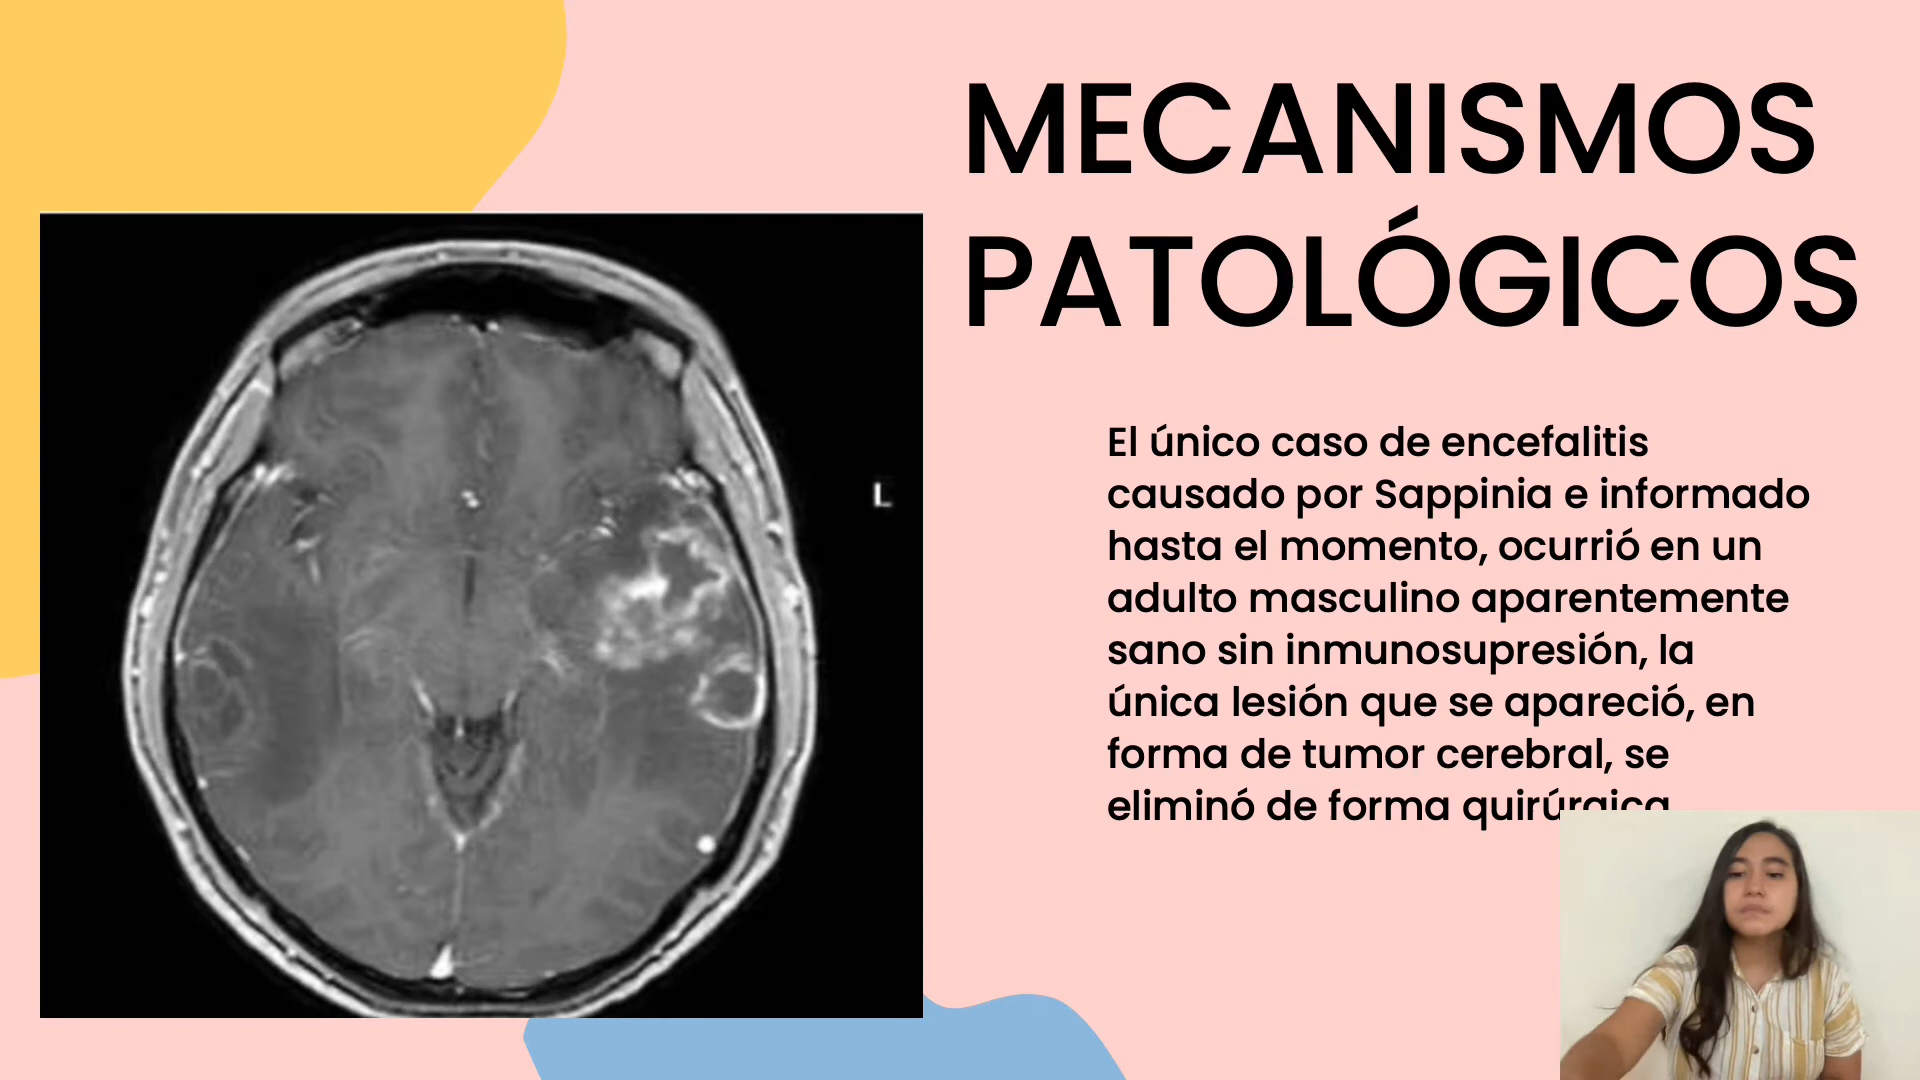 MECANISMOS
PATOLÓGICOS
El único caso de encefalitis
causado por Sappinia e informado
hasta el momento, ocurrió en un
adulto masculino aparentemente
sano sin inmunosupresión, la
única lesión que se apareció, en
forma de tumor cerebral, se
eliminó de forma quirúrgica
L